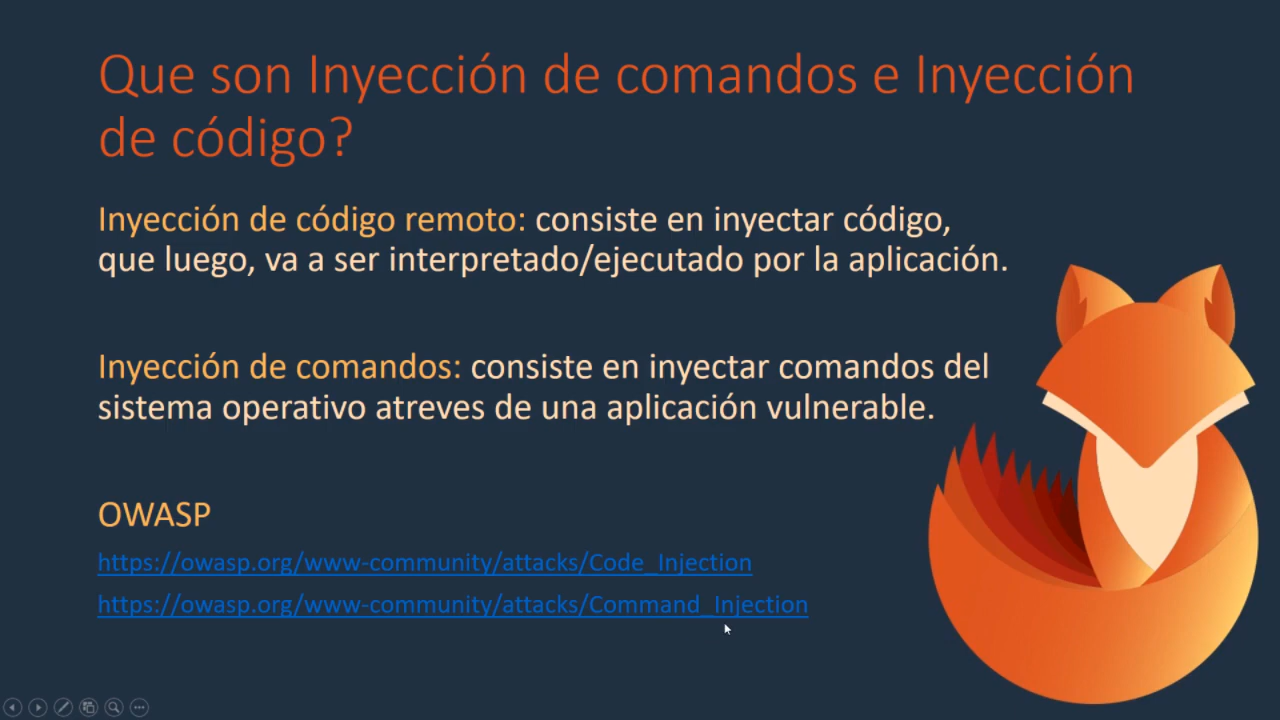 Que son Inyección de comandos e Inyección
de código?
Inyección de código remoto: consiste en inyectar código,
que luego, va a ser interpretado/ejecutado por la aplicación.
Inyección de comandos: consiste en inyectar comandos del
sistema operativo atreves de una aplicación vulnerable.
OWASP
https://owasp.org/www-community/attacks/Code_Injection
https://owasp.org/www-community/attacks/Command_Injection